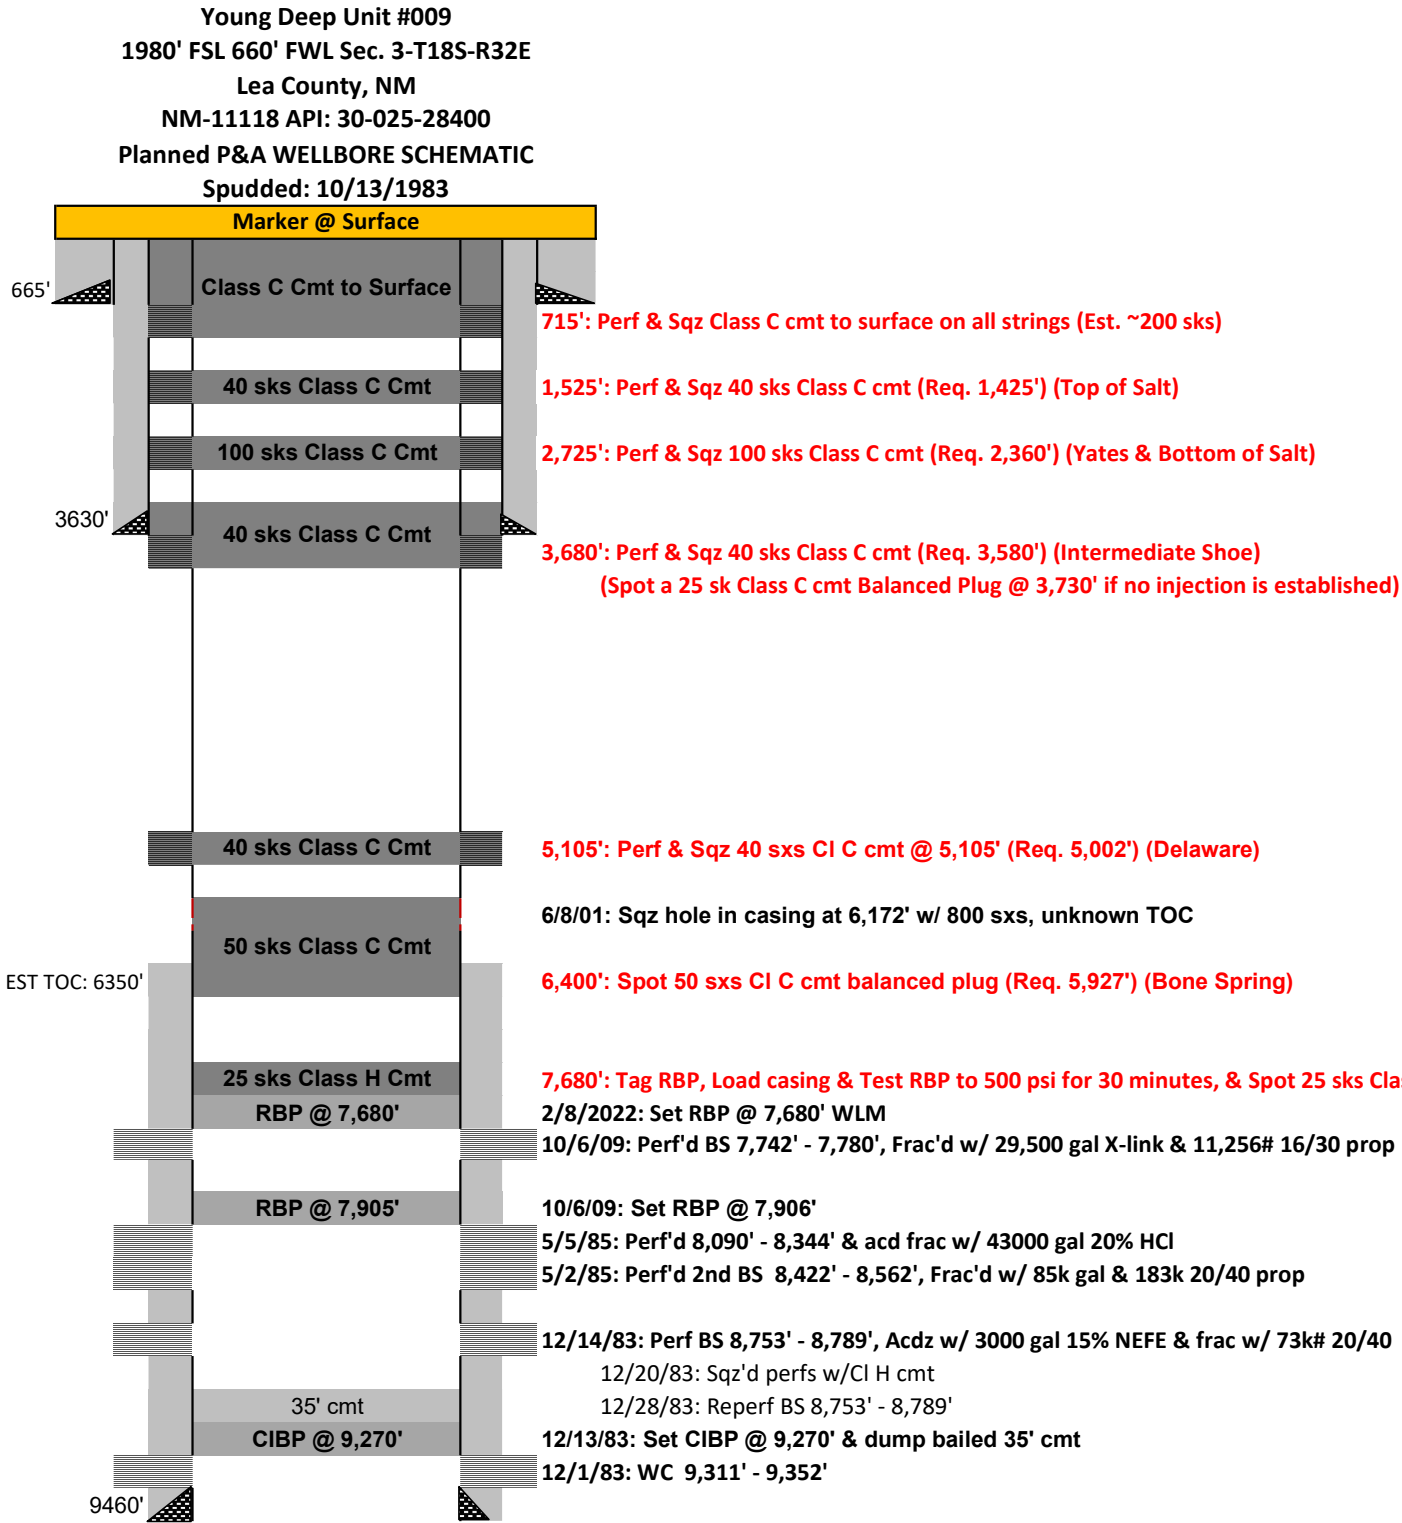 Young Deep Unit #009
1980' FSL 660' FWL Sec. 3-T18S-R32E
Lea County, NM
NM-11118 API: 30-025-28400
Planned P&A WELLBORE SCHEMATIC
Spudded: 10/13/1983
Marker @ Surface
665'
Class C Cmt to Surface
715': Perf & Sqz Class C cmt to surface on all strings (Est. ~200 sks)
40 sks Class C Cmt
1,525': Perf & Sqz 40 sks Class C cmt (Req. 1,425') (Top of Salt)
100 sks Class C Cmt
2,725': Perf & Sqz 100 sks Class C cmt (Req. 2,360') (Yates & Bottom of Salt)
3630'
40 sks Class C Cmt
3,680': Perf & Sqz 40 sks Class C cmt (Req. 3,580') (Intermediate Shoe)
(Spot a 25 sk Class C cmt Balanced Plug @ 3,730' if no injection is established)
40 sks Class C Cmt
5,105': Perf & Sqz 40 sxs Cl C cmt @ 5,105' (Req. 5,002') (Delaware)
6/8/01: Sqz hole in casing at 6,172' w/ 800 sxs, unknown TOC
50 sks Class C Cmt
EST TOC: 6350'
6,400': Spot 50 sxs Cl C cmt balanced plug (Req. 5,927') (Bone Spring)
25 sks Class H Cmt
7,680': Tag RBP, Load casing & Test RBP to 500 psi for 30 minutes, & Spot 25 sks
RBP @ 7,680'
2/8/2022: Set RBP @ 7,680' WLM
10/6/09: Perf'd BS 7,742' - 7,780', Frac'd w/ 29,500 gal X-link & 11,256# 16/30 prop
RBP @ 7,905'
10/6/09: Set RBP @ 7,906'
5/5/85: Perf'd 8,090' - 8,344' & acd frac w/ 43000 gal 20% HCl
5/2/85: Perf'd 2nd BS 8,422' - 8,562', Frac'd w/ 85k gal & 183k 20/40 prop
12/14/83: Perf BS 8,753' - 8,789', Acdz w/ 3000 gal 15% NEFE & frac w/ 73k# 20/40
12/20/83: Sqz'd perfs w/Cl H cmt
35' cmt
12/28/83: Reperf BS 8,753' - 8,789'
CIBP @ 9,270'
12/13/83: Set CIBP @ 9,270' & dump bailed 35' cmt
12/1/83: WC 9,311' - 9,352'
9460'